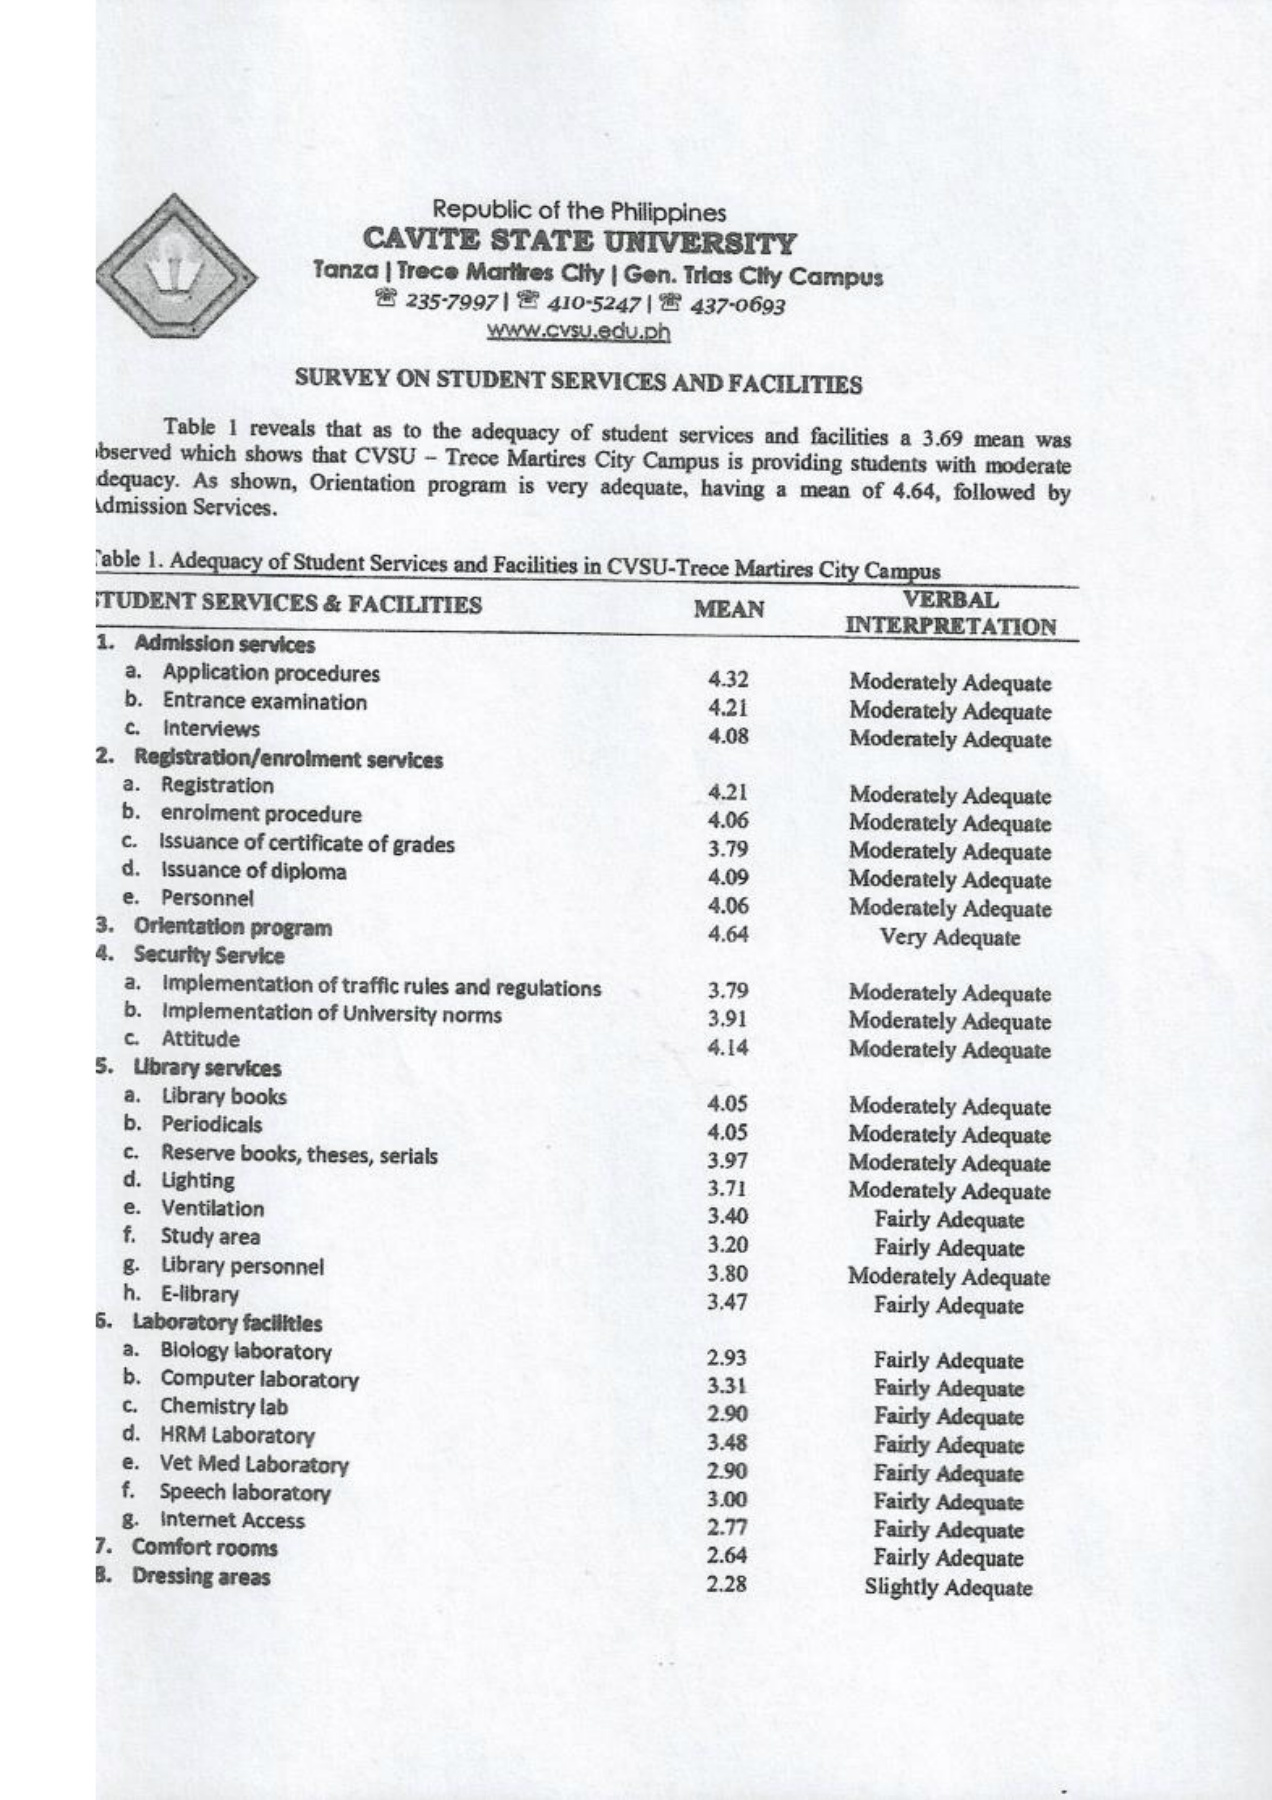 Republic of the Philippines
CAVITE STATE UNIVERSITY
Tanza | Trece Martires City | Gen. Trias City Campus
☏ 235-7997 | ☏ 410-5247 | ☏ 437-0693
www.cvsu.edu.ph
SURVEY ON STUDENT SERVICES AND FACILITIES
Table 1 reveals that as to the adequacy of student services and facilities a 3.69 mean was
bserved which shows that CVSU – Trece Martires City Campus is providing students with moderate
dequacy. As shown, Orientation program is very adequate, having a mean of 4.64, followed by
Admission Services.
Table 1. Adequacy of Student Services and Facilities in CVSU-Trece Martires City Campus
STUDENT SERVICES & FACILITIES MEAN VERBAL INTERPRETATION
1. Admission services
a. Application procedures 4.32 Moderately Adequate
b. Entrance examination 4.21 Moderately Adequate
c. Interviews 4.08 Moderately Adequate
2. Registration/enrolment services
a. Registration 4.21 Moderately Adequate
b. enrolment procedure 4.06 Moderately Adequate
c. Issuance of certificate of grades 3.79 Moderately Adequate
d. Issuance of diploma 4.09 Moderately Adequate
e. Personnel 4.06 Moderately Adequate
3. Orientation program 4.64 Very Adequate
4. Security Service
a. Implementation of traffic rules and regulations 3.79 Moderately Adequate
b. Implementation of University norms 3.91 Moderately Adequate
c. Attitude 4.14 Moderately Adequate
5. Library services
a. Library books 4.05 Moderately Adequate
b. Periodicals 4.05 Moderately Adequate
c. Reserve books, theses, serials 3.97 Moderately Adequate
d. Lighting 3.71 Moderately Adequate
e. Ventilation 3.40 Fairly Adequate
f. Study area 3.20 Fairly Adequate
g. Library personnel 3.80 Moderately Adequate
h. E-library 3.47 Fairly Adequate
6. Laboratory facilities
a. Biology laboratory 2.93 Fairly Adequate
b. Computer laboratory 3.31 Fairly Adequate
c. Chemistry lab 2.90 Fairly Adequate
d. HRM Laboratory 3.48 Fairly Adequate
e. Vet Med Laboratory 2.90 Fairly Adequate
f. Speech laboratory 3.00 Fairly Adequate
g. Internet Access 2.77 Fairly Adequate
7. Comfort rooms 2.64 Fairly Adequate
8. Dressing areas 2.28 Slightly Adequate